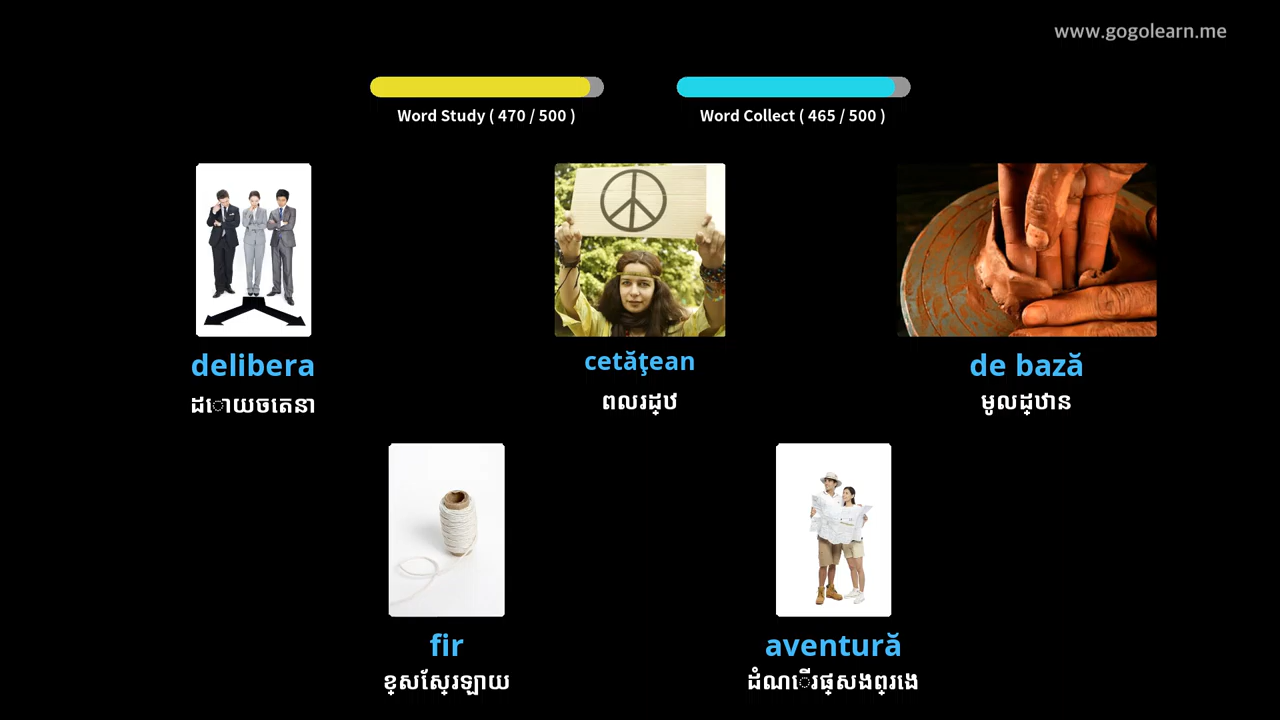 www.gogolearn.me
Word Study ( 470 / 500 )
Word Collect ( 465 / 500 )
delibera
ដោយចេតនា
cetăţean
ពលរដ្ឋ
de bază
មូលដ្ឋាន
fir
ខ្សែស្រឡាយ
aventură
ដំណើរផ្សងព្រេង